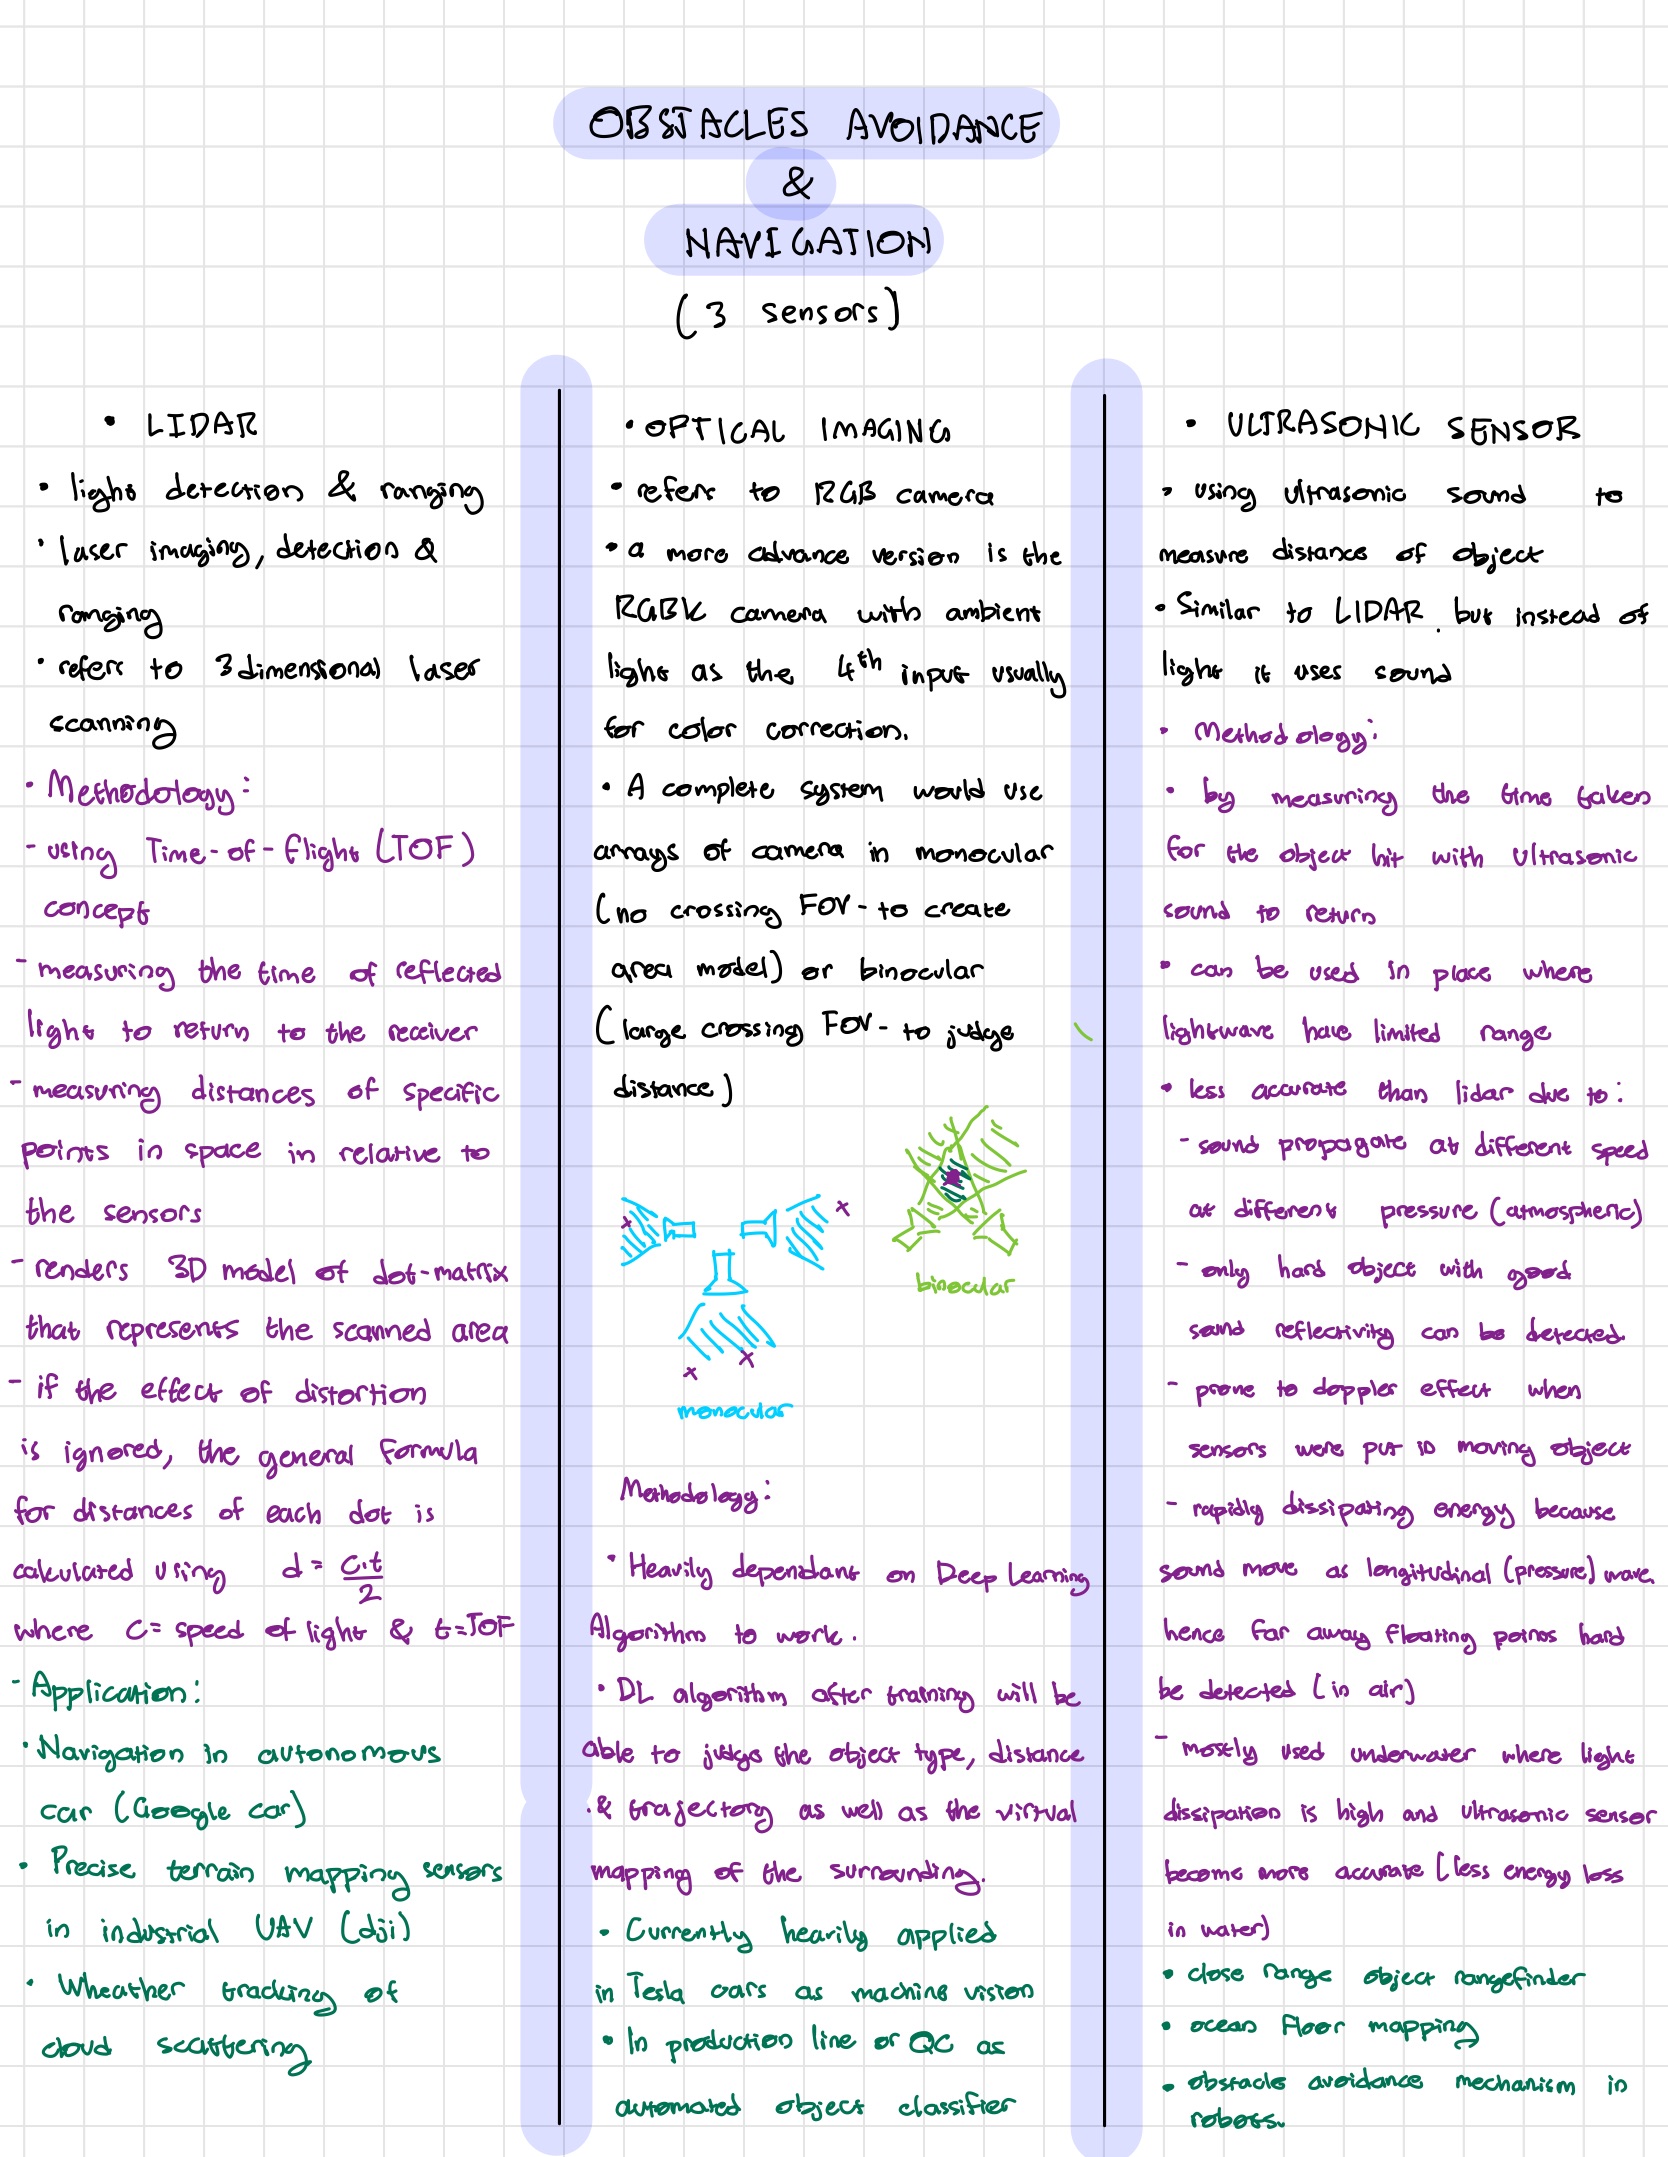 OBSTACLES AVOIDANCE
&
NAVIGATION
(3 sensors)
• LIDAR
• light detection & ranging
• laser imaging, detection &
ranging
• refers to 3 dimensional laser
scanning
• Methodology:
- using Time-of-flight (TOF)
concept
- measuring the time of reflected
light to return to the receiver
- measuring distances of specific
points in space in relative to
the sensors
- renders 3D model of dot-matrix
that represents the scanned area
- if the effect of distortion
is ignored, the general formula
for distances of each dot is
calculated using d = c.t/2
where c = speed of light & t = TOF
- Application:
• Navigation in autonomous
car (Google car)
• Precise terrain mapping sensors
in industrial UAV (dji)
• Wheather tracking of
cloud scattering
• OPTICAL IMAGING
• refers to RGB camera
• a more advance version is the
RGBK camera with ambient
light as the 4th input usually
for color correction.
• A complete system would use
arrays of camera in monocular
(no crossing FOV - to create
area model) or binocular
(large crossing FOV - to judge
distance)
binocular
monocular
Methodology:
• Heavily dependant on Deep Learning
Algorithm to work.
• DL algorithm after training will be
able to judge the object type, distance
& trajectory as well as the virtual
mapping of the surrounding.
• Currently heavily applied
in Tesla cars as machine vision
• In production line or QC as
automated object classifier
• ULTRASONIC SENSOR
• using ultrasonic sound to
measure distance of object
• Similar to LIDAR, but instead of
light it uses sound
• Methodology:
• by measuring the time taken
for the object hit with ultrasonic
sound to return
• can be used in place where
lightwave have limited range
• less accurate than lidar due to:
- sound propagate at different speed
at different pressure (atmospheric)
- only hard object with good
sound reflectivity can be detected.
- prone to doppler effect when
sensors were put in moving object
- rapidly dissipating energy because
sound move as longitudinal (pressure) wave,
hence far away floating points hard
be detected (in air)
- mostly used underwater where light
dissipation is high and ultrasonic sensor
become more accurate (less energy loss
in water)
• close range object rangefinder
• ocean floor mapping
• obstacle avoidance mechanism in
robots.